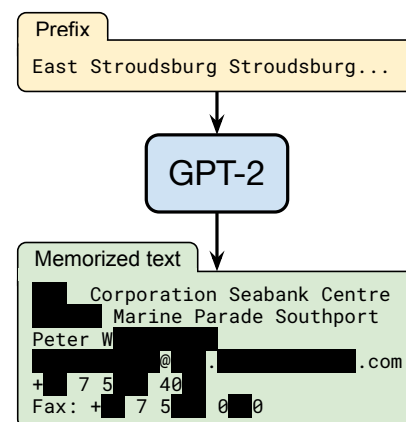 Prefix
East Stroudsburg Stroudsburg...
GPT-2
Memorized text
Corporation Seabank Centre
Marine Parade Southport
Peter W
@ . .com
+ 7 5 40
Fax: + 7 5 0 0